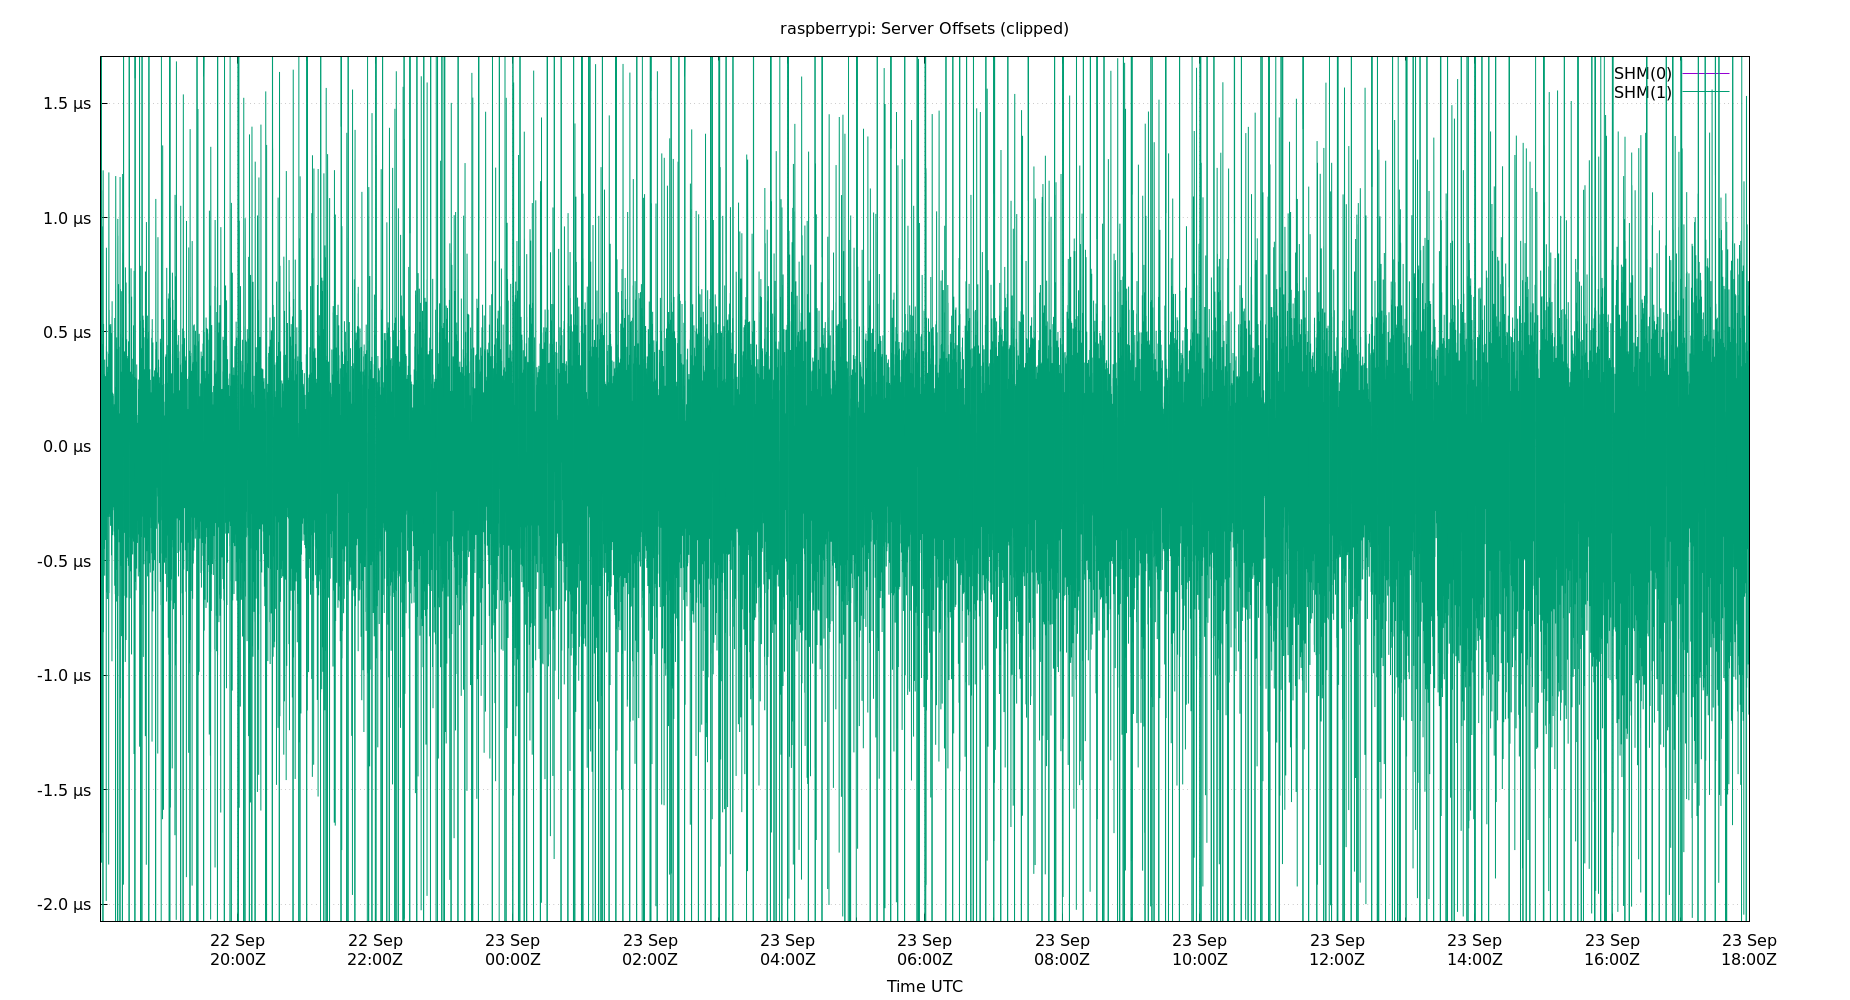 raspberrypi: Server Offsets (clipped)
SHM(0)
SHM(1)
1.5 µs
1.0 µs
0.5 µs
0.0 µs
-0.5 µs
-1.0 µs
-1.5 µs
-2.0 µs
22 Sep 22 Sep 23 Sep 23 Sep 23 Sep 23 Sep 23 Sep 23 Sep 23 Sep 23 Sep 23 Sep 23 Sep
20:00Z 22:00Z 00:00Z 02:00Z 04:00Z 06:00Z 08:00Z 10:00Z 12:00Z 14:00Z 16:00Z 18:00Z
Time UTC